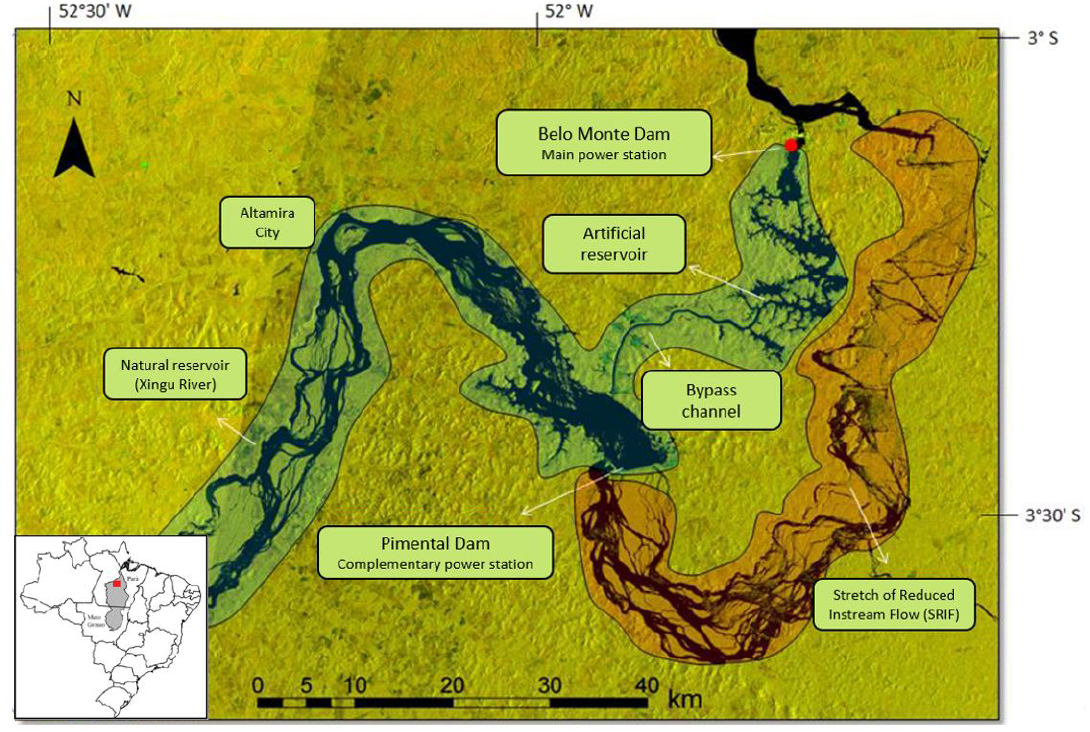 52°30' W
52° W
3° S
N
Belo Monte Dam
Main power station
Altamira
City
Artificial
reservoir
Natural reservoir
(Xingu River)
Bypass
channel
3°30' S
Pimental Dam
Complementary power station
Stretch of Reduced
Instream Flow (SRIF)
Pará
Mato
Grosso
0 5 10 20 30 40 km